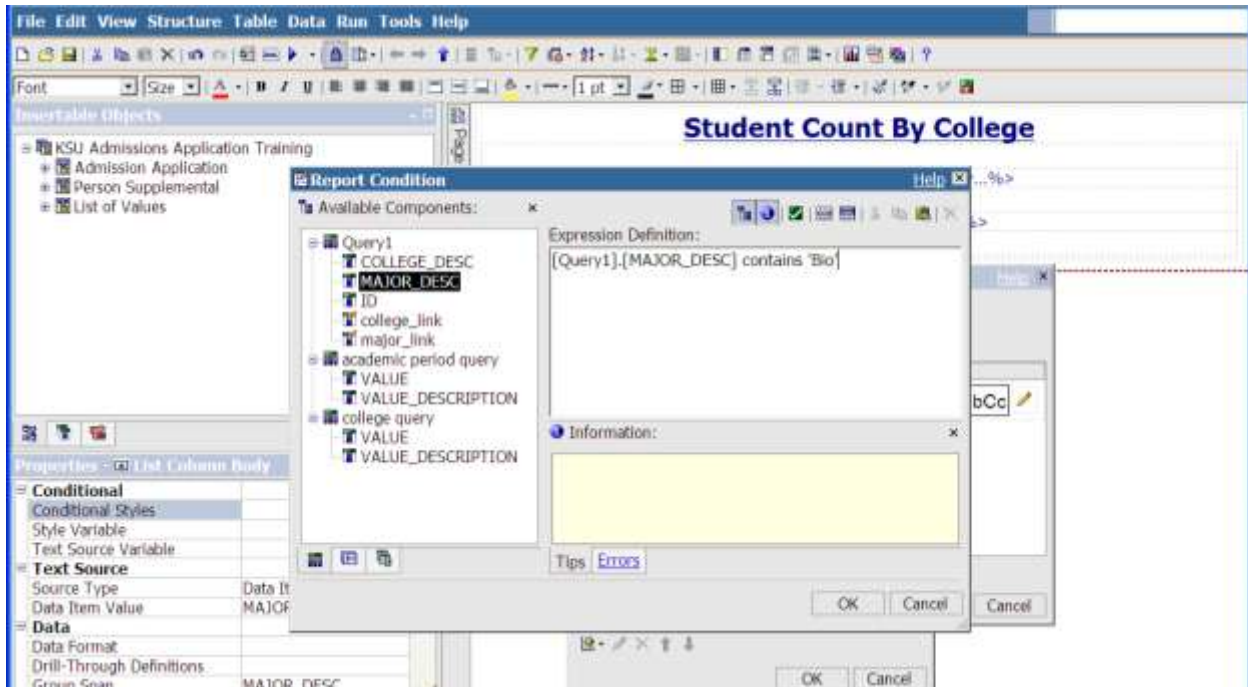 File Edit View Structure Table Data Run Tools Help
Font Size 1 pt
Insertable Objects
KSU Admissions Application Training
Admission Application
Person Supplemental
List of Values
Page
Student Count By College
...%>
%>
Report Condition Help
Available Components:
Query1
COLLEGE_DESC
MAJOR_DESC
ID
college_link
major_link
academic period query
VALUE
VALUE_DESCRIPTION
college query
VALUE
VALUE_DESCRIPTION
Expression Definition:
[Query1].[MAJOR_DESC] contains 'Bio'
Information:
Tips Errors
OK Cancel
Help
bCc
Cancel
OK Cancel
Properties - List Column Body
Conditional
Conditional Styles
Style Variable
Text Source Variable
Text Source
Source Type Data It
Data Item Value MAJOR
Data
Data Format
Drill-Through Definitions
Group Span MAJOR_DESC